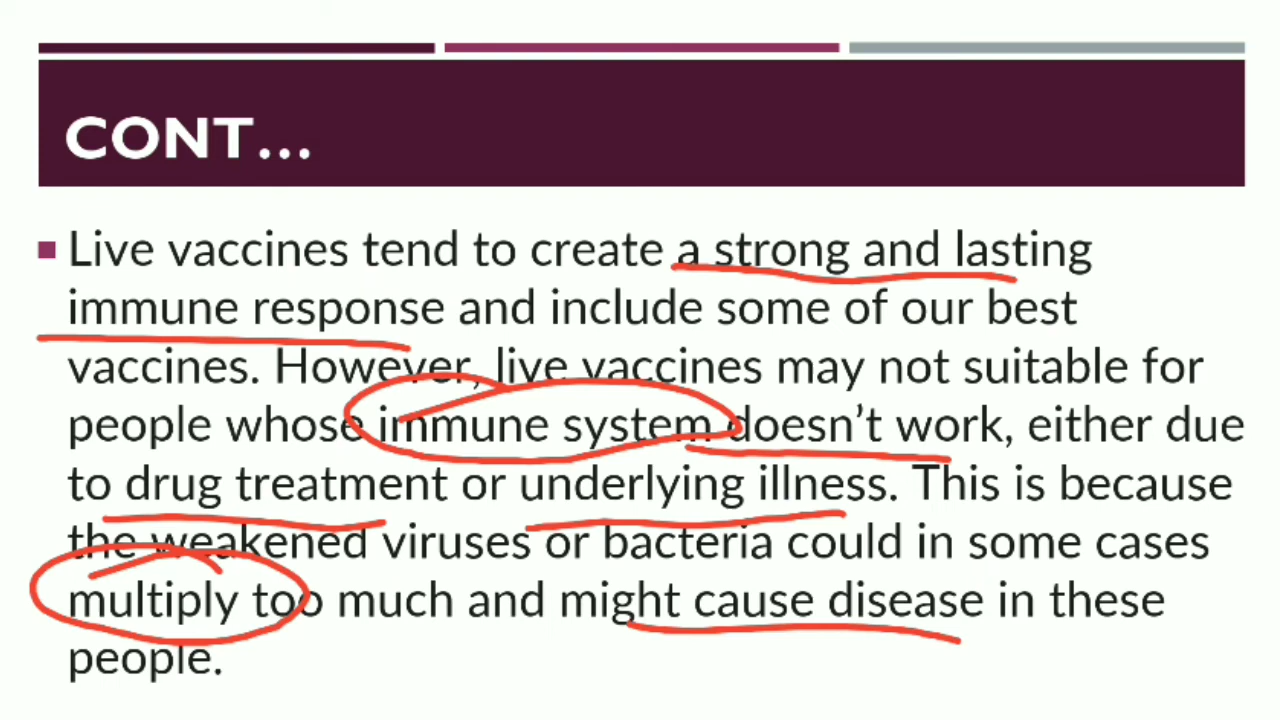 CONT...
Live vaccines tend to create a strong and lasting
immune response and include some of our best
vaccines. However, live vaccines may not suitable for
people whose immune system doesn’t work, either due
to drug treatment or underlying illness. This is because
the weakened viruses or bacteria could in some cases
multiply too much and might cause disease in these
people.